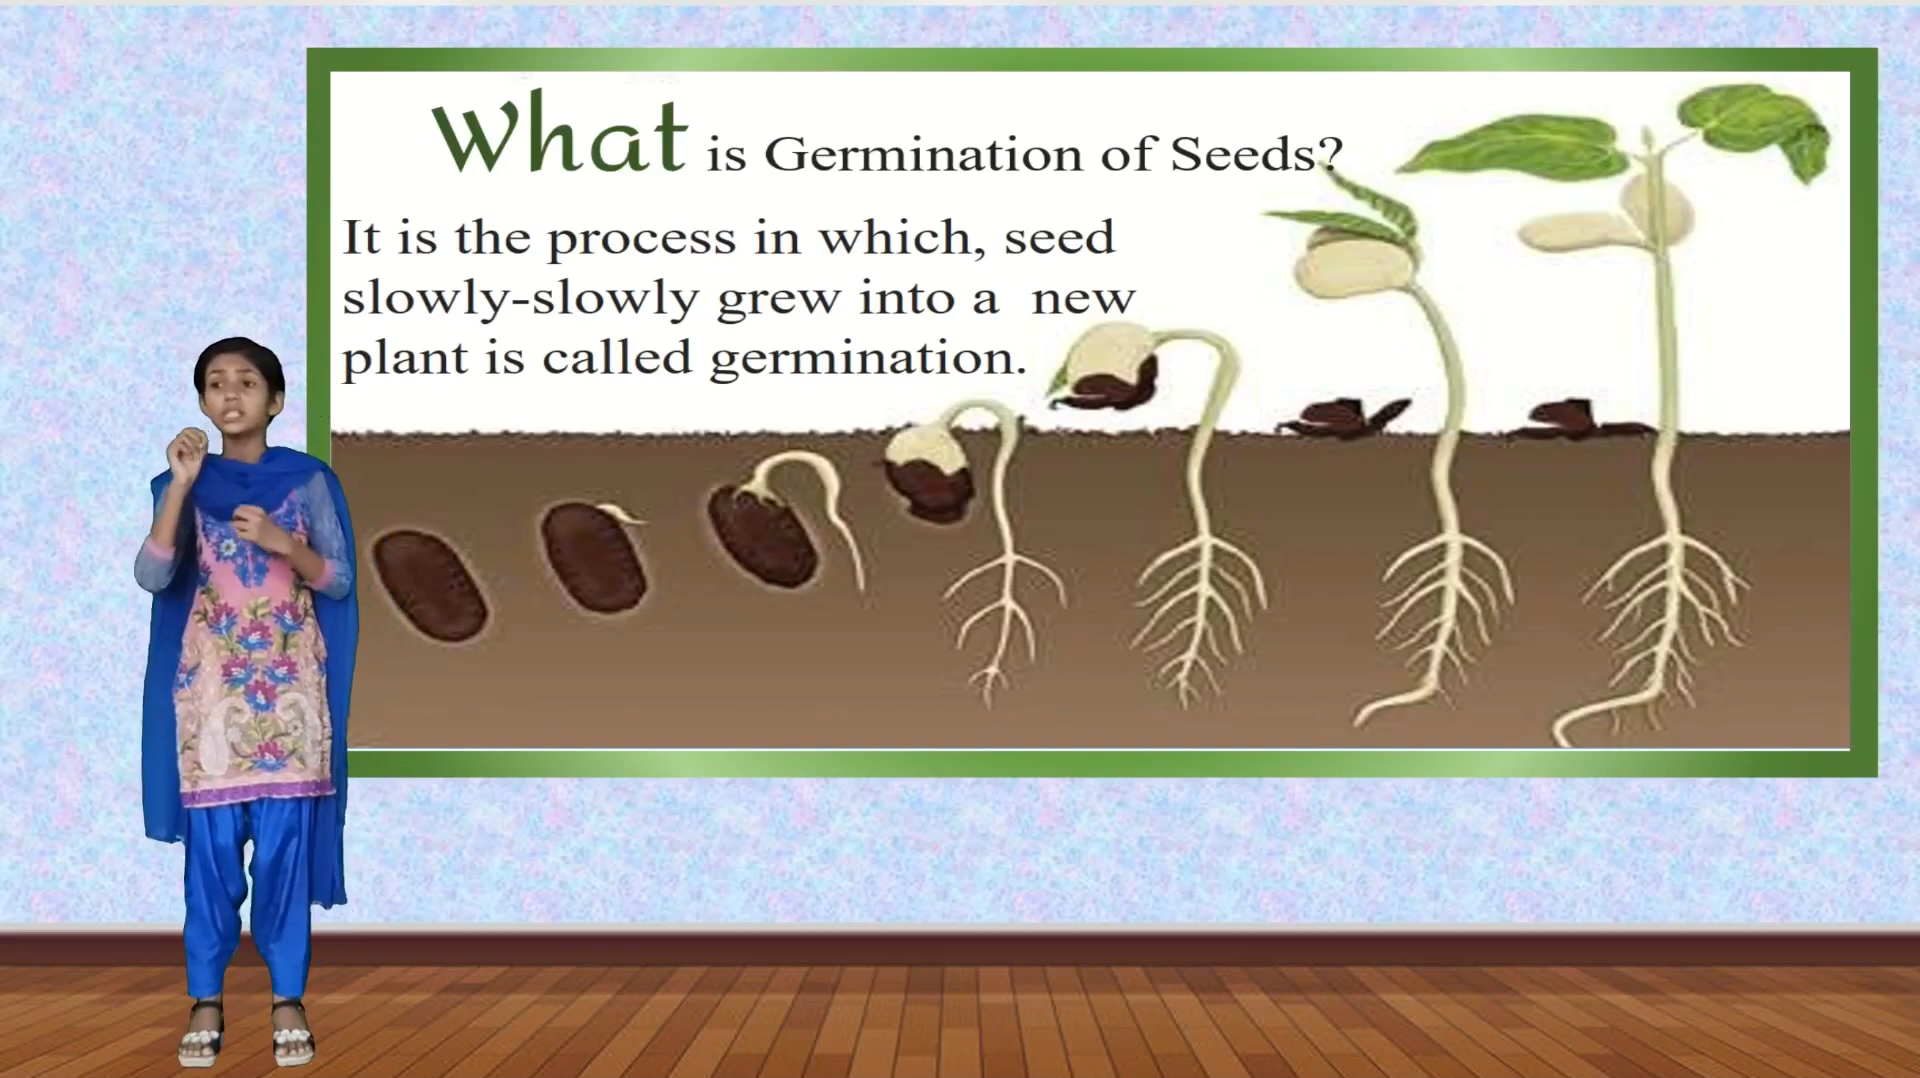 What is Germination of Seeds?
It is the process in which, seed
slowly-slowly grew into a new
plant is called germination.